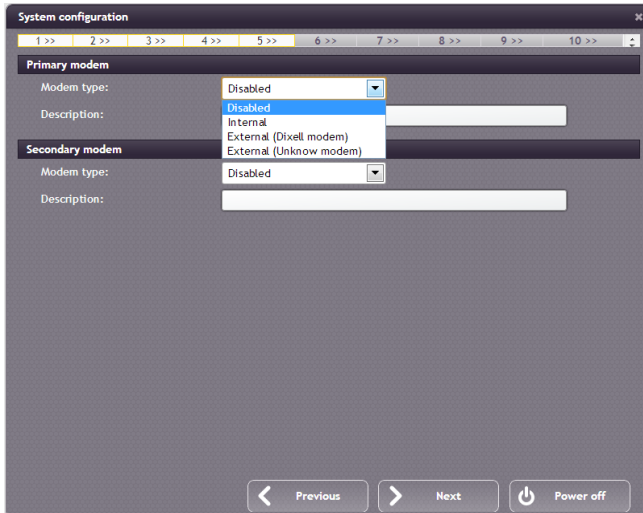 System configuration
1 >> 2 >> 3 >> 4 >> 5 >> 6 >> 7 >> 8 >> 9 >> 10 >>
Primary modem
Modem type: Disabled
Disabled
Internal
External (Dixell modem)
External (Unknow modem)
Description:
Secondary modem
Modem type: Disabled
Description:
Previous Next Power off